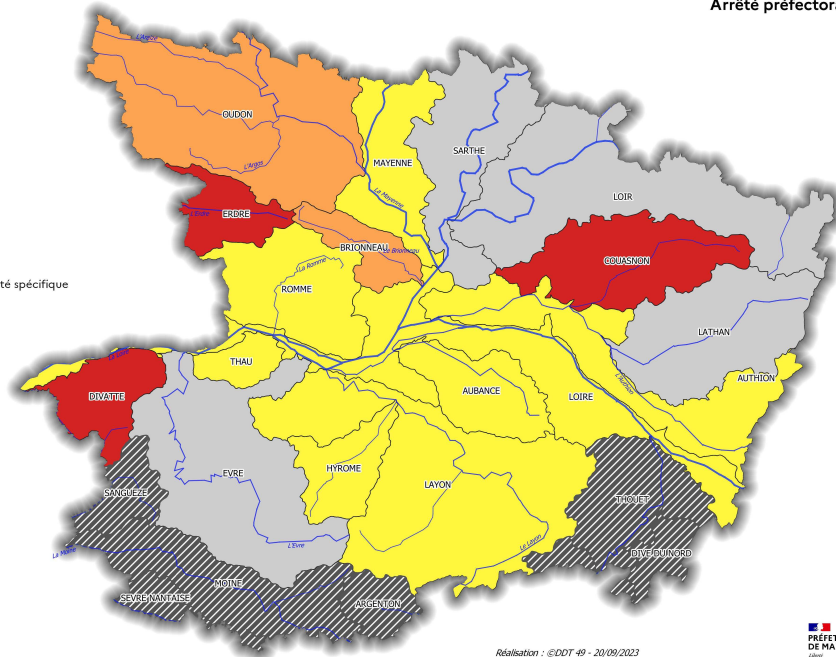 Arrêté préfectora
L'Araize
OUDON
L'Argos
MAYENNE
SARTHE
La Mayenne
LOIR
ERDRE
L'Erdre
BRIONNEAU
Le Brionneau
COUASNON
té spécifique
La Romme
ROMME
LATHAN
THAU
AUTHION
L'Authion
DIVATTE
AUBANCE
LOIRE
EVRE
HYROME
LAYON
SANGUEZE
THOUET
L'Evre
Le Layon
La Moine
DIVE DU NORD
MOINE
SEVRE NANTAISE
ARGENTON
PRÉFET
DE MA
Réalisation : ©DDT 49 - 20/09/2023